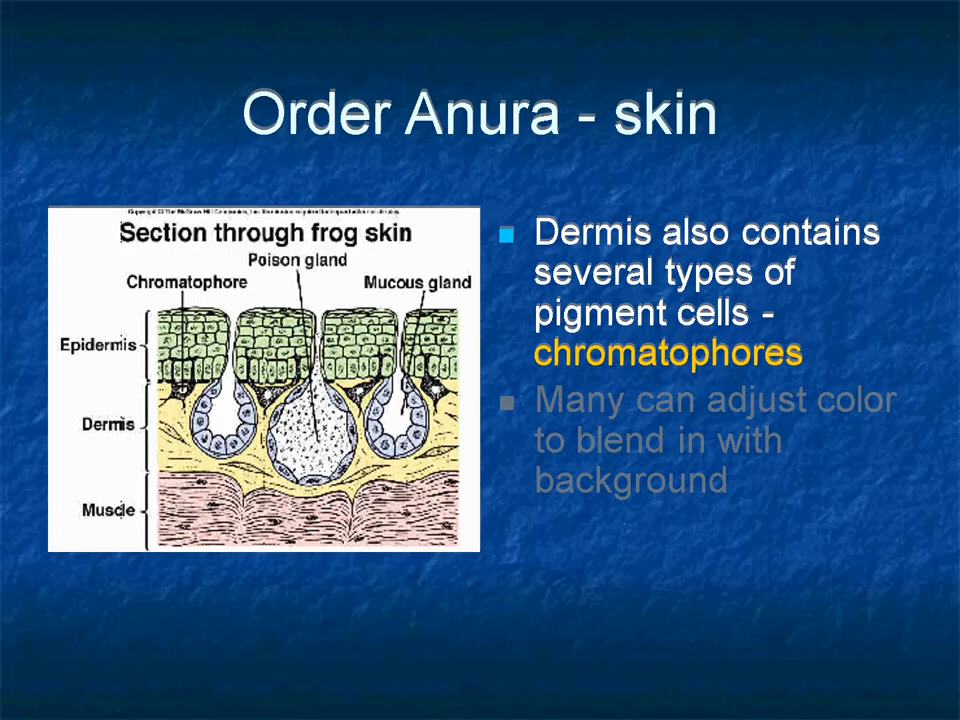 Order Anura - skin
Section through frog skin
Poison gland
Chromatophore
Mucous gland
Epidermis
Dermis
Muscle
Dermis also contains
several types of
pigment cells -
chromatophores
Many can adjust color
to blend in with
background